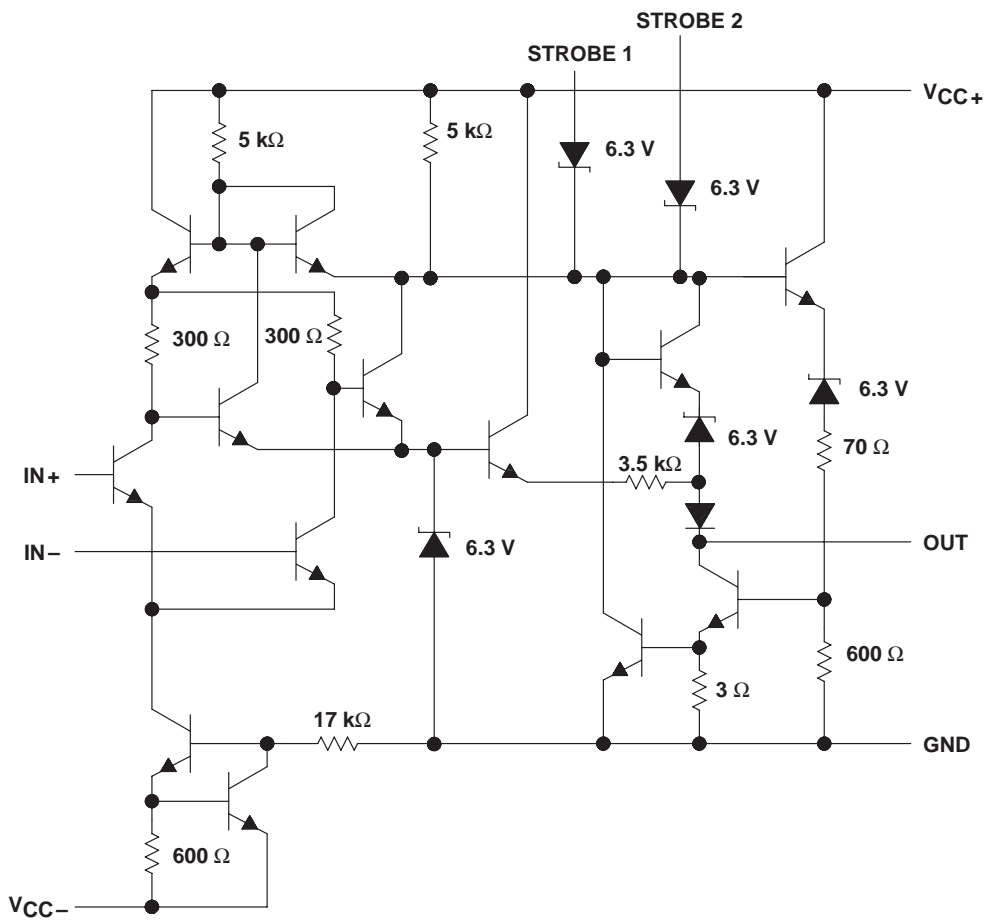 STROBE 2
STROBE 1
VCC+
5 kΩ
5 kΩ
6.3 V
6.3 V
300 Ω
300 Ω
6.3 V
6.3 V
70 Ω
3.5 kΩ
IN+
OUT
IN−
6.3 V
600 Ω
3 Ω
17 kΩ
GND
600 Ω
VCC−